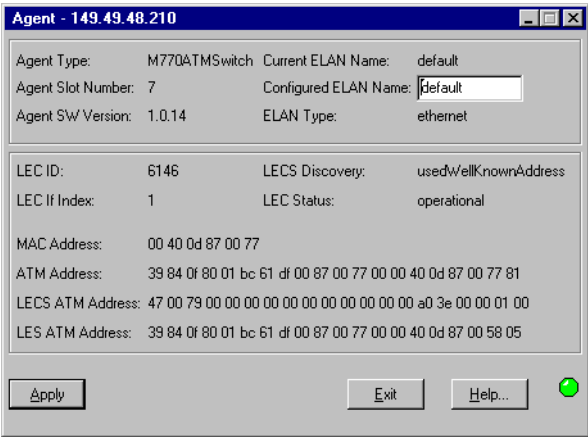 Agent - 149.49.48.210
Agent Type: M770ATMSwitch Current ELAN Name: default
Agent Slot Number: 7 Configured ELAN Name: default
Agent SW Version: 1.0.14 ELAN Type: ethernet
LEC ID: 6146 LECS Discovery: usedWellKnownAddress
LEC If Index: 1 LEC Status: operational
MAC Address: 00 40 0d 87 00 77
ATM Address: 39 84 0f 80 01 bc 61 df 00 87 00 77 00 00 40 0d 87 00 77 81
LECS ATM Address: 47 00 79 00 00 00 00 00 00 00 00 00 00 00 a0 3e 00 00 01 00
LES ATM Address: 39 84 0f 80 01 bc 61 df 00 87 00 77 00 00 40 0d 87 00 58 05
Apply Exit Help...